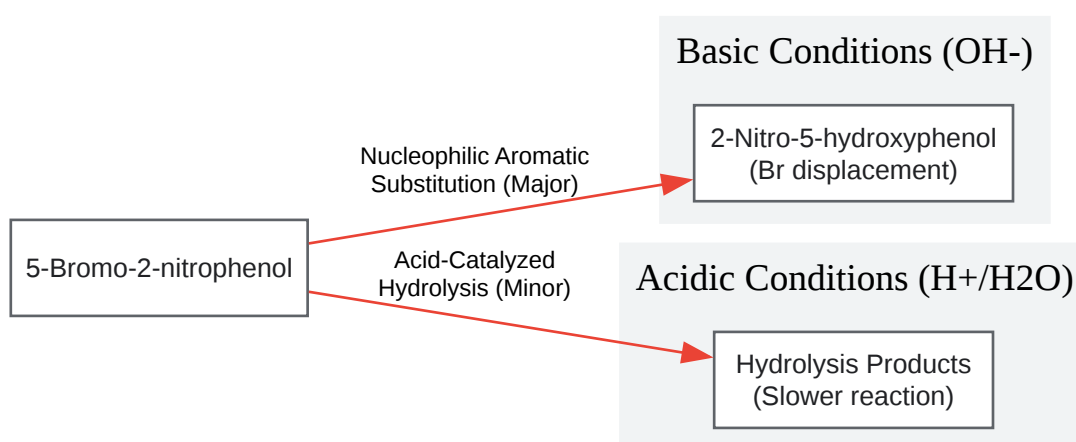 Basic Conditions (OH-)
2-Nitro-5-hydroxyphenol
(Br displacement)
Nucleophilic Aromatic
Substitution (Major)
5-Bromo-2-nitrophenol
Acid-Catalyzed
Hydrolysis (Minor)
Acidic Conditions (H+/H2O)
Hydrolysis Products
(Slower reaction)